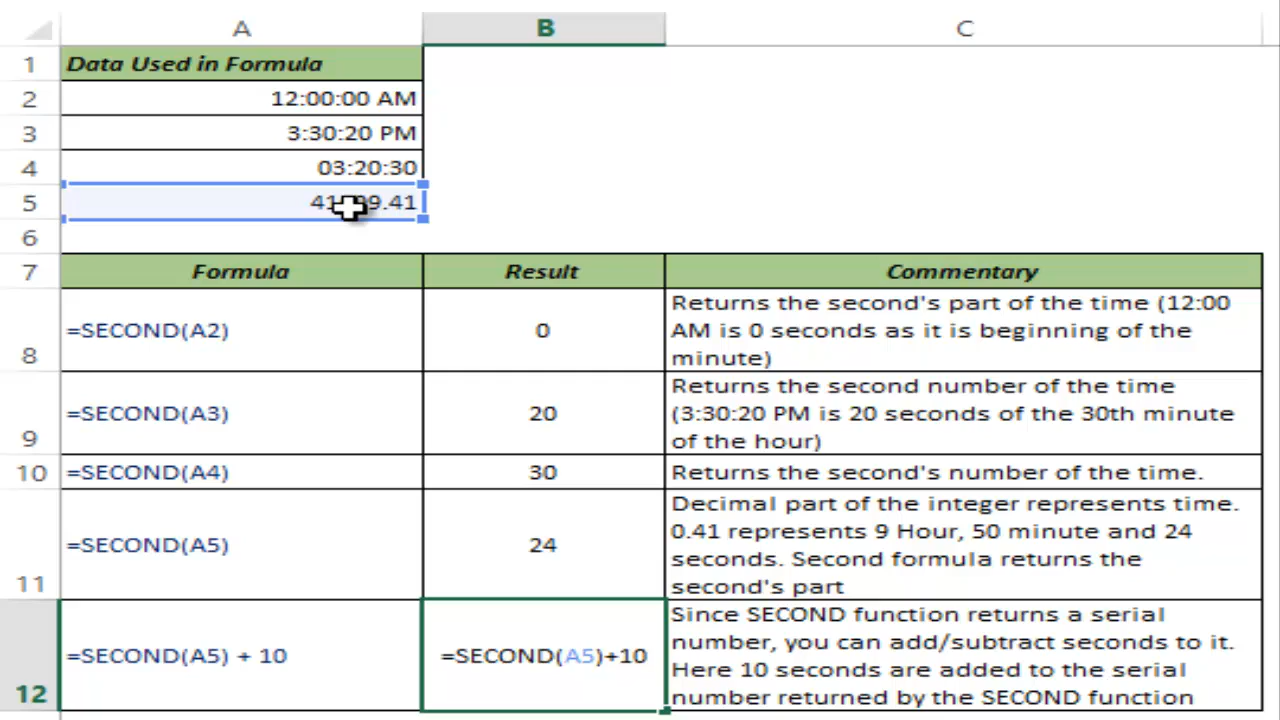 A B C
1 Data Used in Formula
2 12:00:00 AM
3 3:30:20 PM
4 03:20:30
5
6
7 Formula Result Commentary
8 =SECOND(A2) 0 Returns the second's part of the time (12:00
AM is 0 seconds as it is beginning of the
minute)
9 =SECOND(A3) 20 Returns the second number of the time
(3:30:20 PM is 20 seconds of the 30th minute
of the hour)
10 =SECOND(A4) 30 Returns the second's number of the time.
11 =SECOND(A5) 24 Decimal part of the integer represents time.
0.41 represents 9 Hour, 50 minute and 24
seconds. Second formula returns the
second's part
12 =SECOND(A5) + 10 =SECOND(A5)+10 Since SECOND function returns a serial
number, you can add/subtract seconds to it.
Here 10 seconds are added to the serial
number returned by the SECOND function